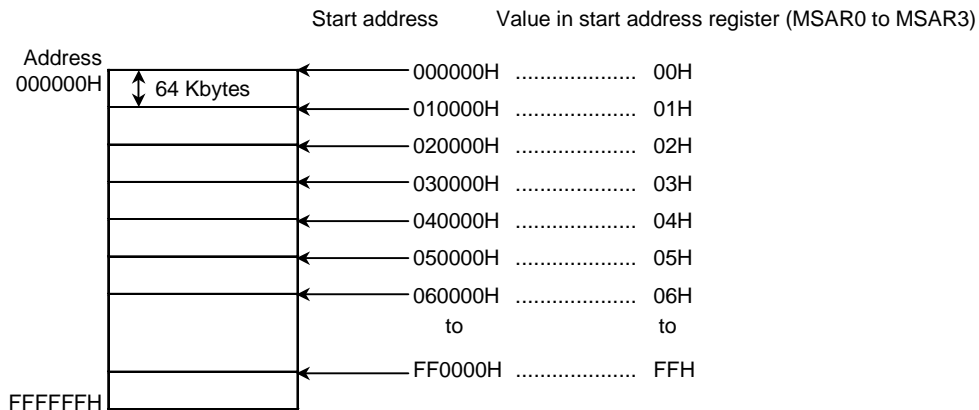 Start address Value in start address register (MSAR0 to MSAR3)
Address
000000H
64 Kbytes
000000H ..................... 00H
010000H ..................... 01H
020000H ..................... 02H
030000H ..................... 03H
040000H ..................... 04H
050000H ..................... 05H
060000H ..................... 06H
to to
FF0000H ..................... FFH
FFFFFFH